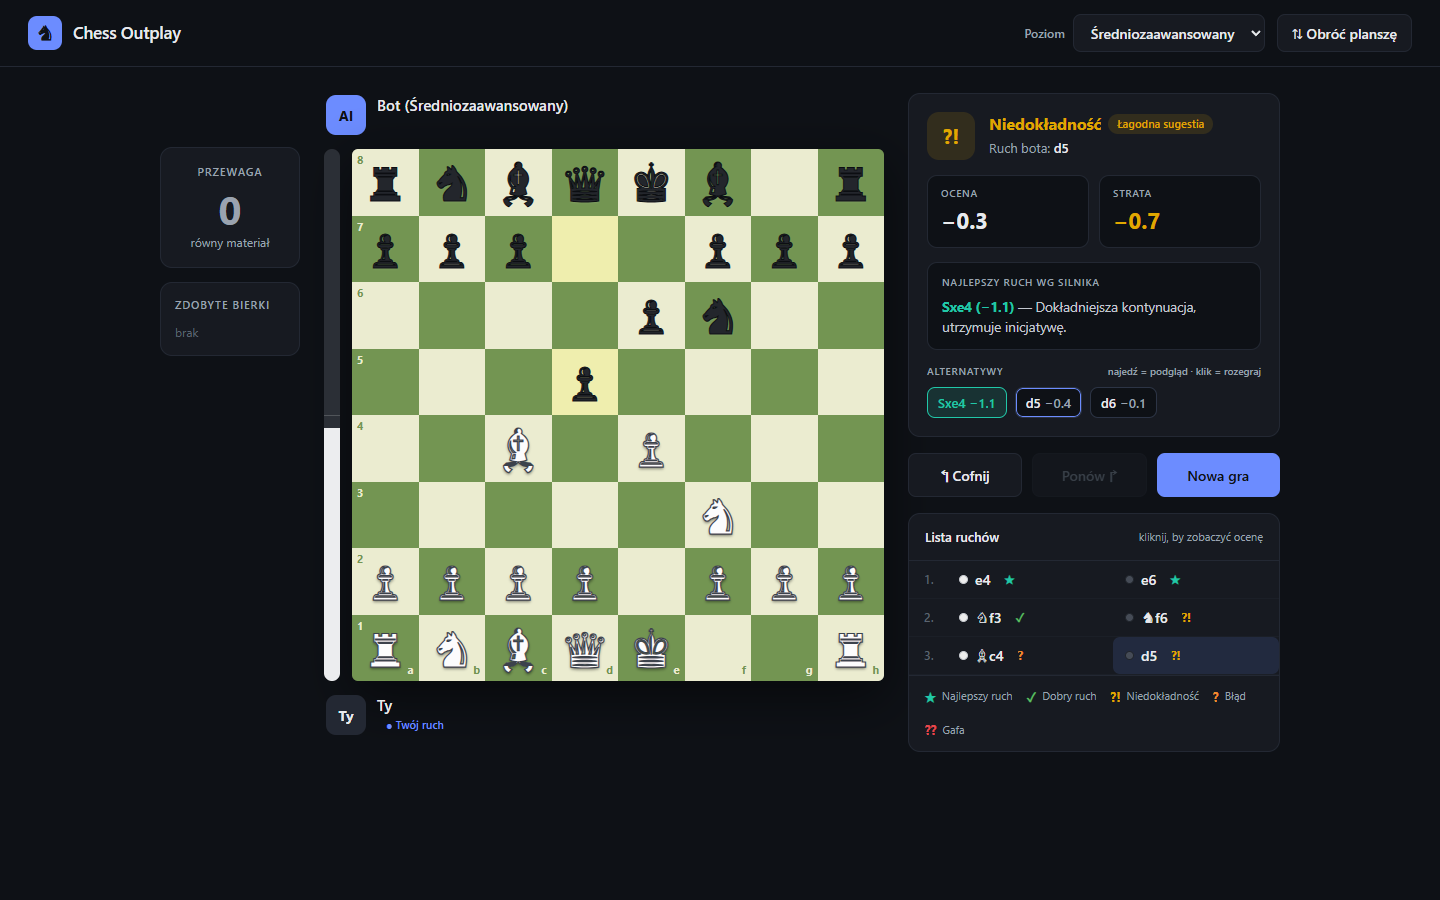 Chess Outplay
Poziom
Średniozaawansowany
⇅ Obróć planszę
AI
Bot (Średniozaawansowany)
PRZEWAGA
0
równy materiał
ZDOBYTE BIERKI
brak
8
7
6
5
4
3
2
1
a b c d e f g h
Ty
Ty
● Twój ruch
?!
Niedokładność
Łagodna sugestia
Ruch bota: d5
OCENA
−0.3
STRATA
−0.7
NAJLEPSZY RUCH WG SILNIKA
Sxe4 (−1.1) — Dokładniejsza kontynuacja,
utrzymuje inicjatywę.
ALTERNATYWY
najedź = podgląd · klik = rozegraj
Sxe4 −1.1
d5 −0.4
d6 −0.1
↰ Cofnij
Ponów ↱
Nowa gra
Lista ruchów
kliknij, by zobaczyć ocenę
1. e4 ★ e6 ★
2. ♘f3 ✓ ♞f6 ?!
3. ♗c4 ? d5 ?!
★ Najlepszy ruch ✓ Dobry ruch ?! Niedokładność ? Błąd
?? Gafa